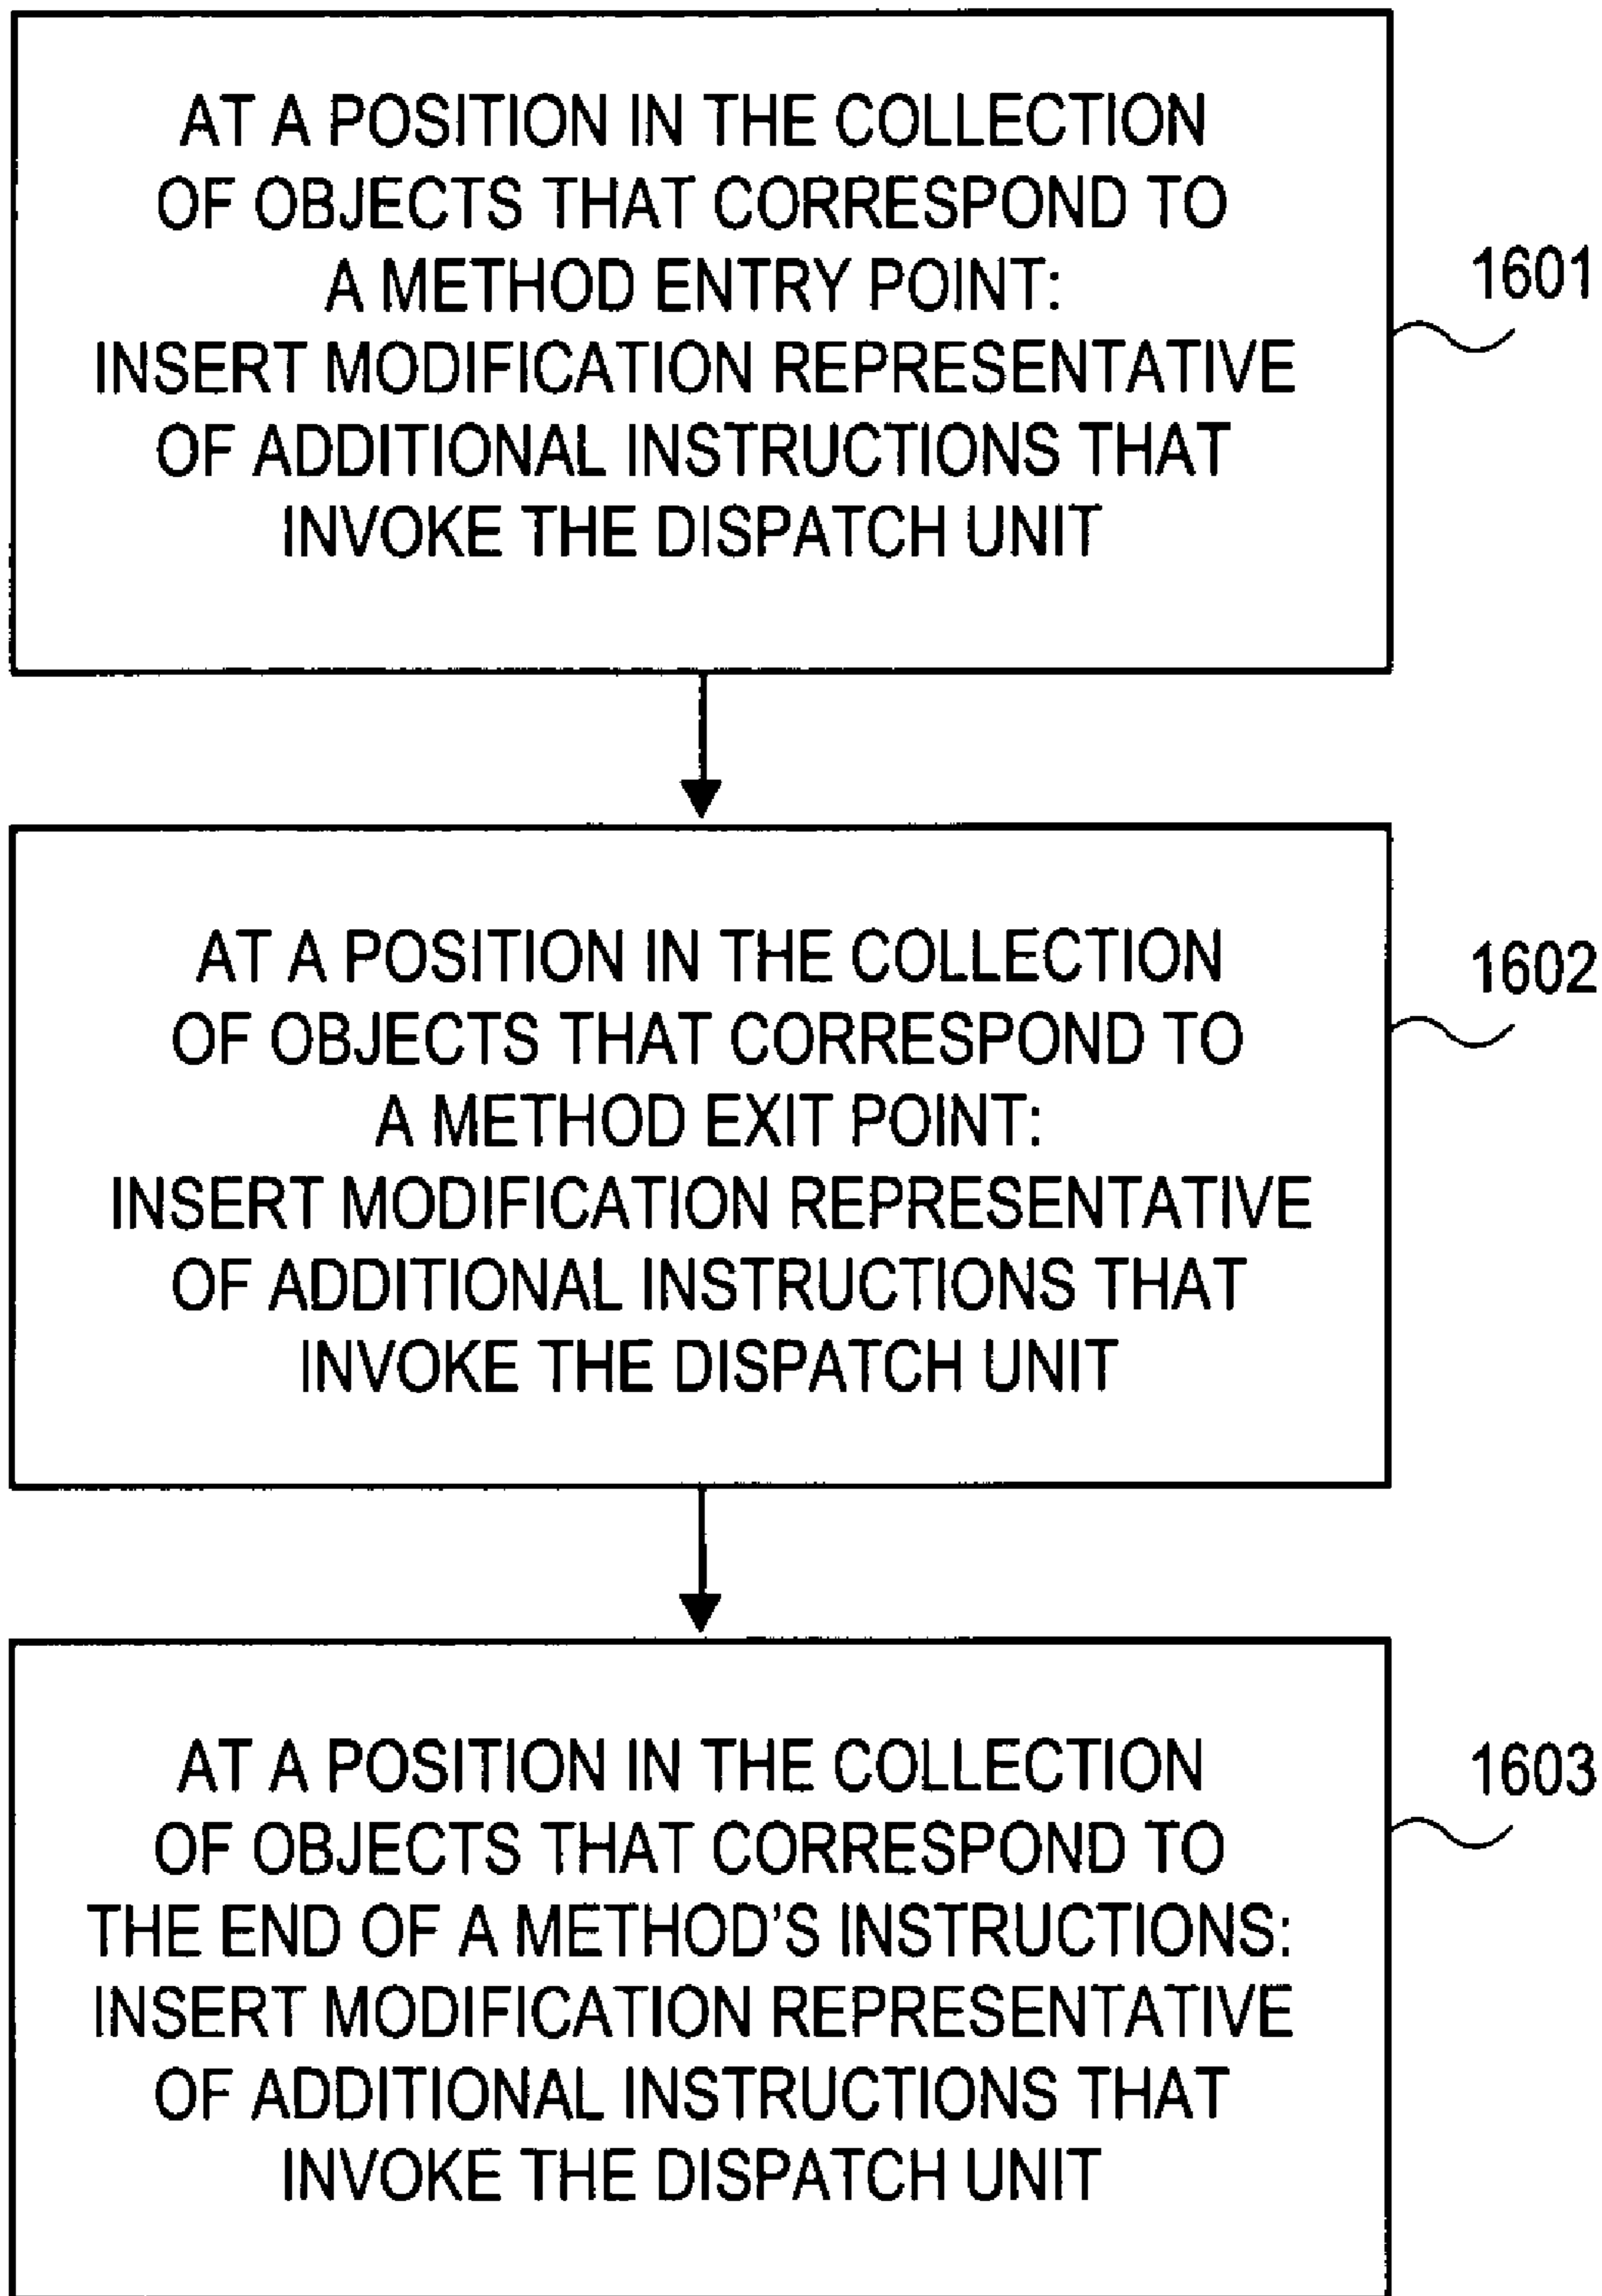 AT A POSITION IN THE COLLECTION
OF OBJECTS THAT CORRESPOND TO
A METHOD ENTRY POINT:
INSERT MODIFICATION REPRESENTATIVE
OF ADDITIONAL INSTRUCTIONS THAT
INVOKE THE DISPATCH UNIT
1601
AT A POSITION IN THE COLLECTION
OF OBJECTS THAT CORRESPOND TO
A METHOD EXIT POINT:
INSERT MODIFICATION REPRESENTATIVE
OF ADDITIONAL INSTRUCTIONS THAT
INVOKE THE DISPATCH UNIT
1602
AT A POSITION IN THE COLLECTION
OF OBJECTS THAT CORRESPOND TO
THE END OF A METHOD'S INSTRUCTIONS:
INSERT MODIFICATION REPRESENTATIVE
OF ADDITIONAL INSTRUCTIONS THAT
INVOKE THE DISPATCH UNIT
1603